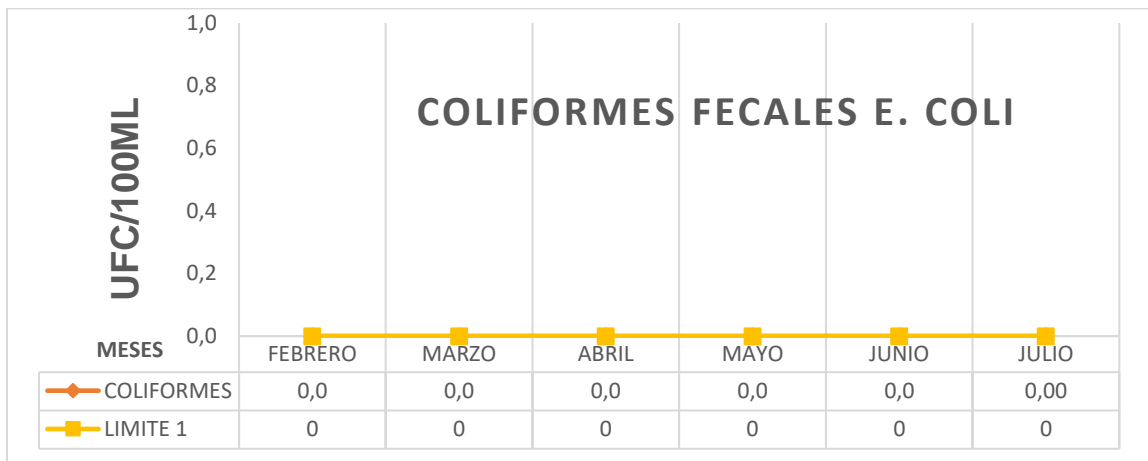 COLIFORMES FECALES E. COLI
UFC/100ML
1,0
0,8
0,6
0,4
0,2
0,0
MESES FEBRERO MARZO ABRIL MAYO JUNIO JULIO
COLIFORMES 0,0 0,0 0,0 0,0 0,0 0,00
LIMITE 1 0 0 0 0 0 0